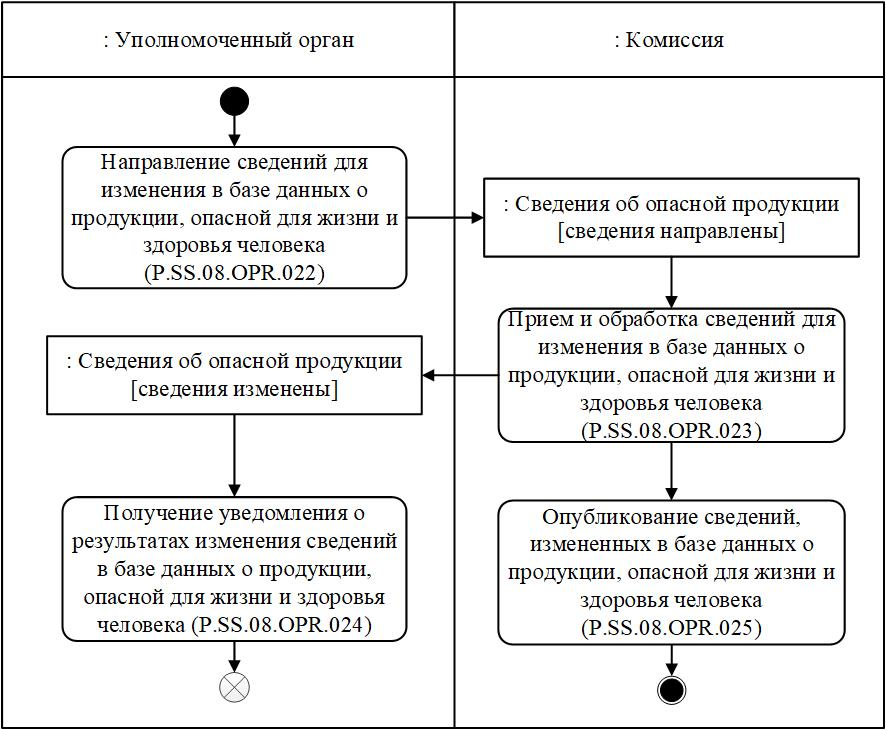 : Уполномоченный орган
: Комиссия
Направление сведений для
изменения в базе данных о
продукции, опасной для жизни и
здоровья человека
(P.SS.08.OPR.022)
: Сведения об опасной продукции
[сведения направлены]
Прием и обработка сведений для
изменения в базе данных о
продукции, опасной для жизни и
здоровья человека
(P.SS.08.OPR.023)
: Сведения об опасной продукции
[сведения изменены]
Получение уведомления о
результатах изменения сведений
в базе данных о продукции,
опасной для жизни и здоровья
человека (P.SS.08.OPR.024)
Опубликование сведений,
измененных в базе данных о
продукции, опасной для жизни и
здоровья человека
(P.SS.08.OPR.025)